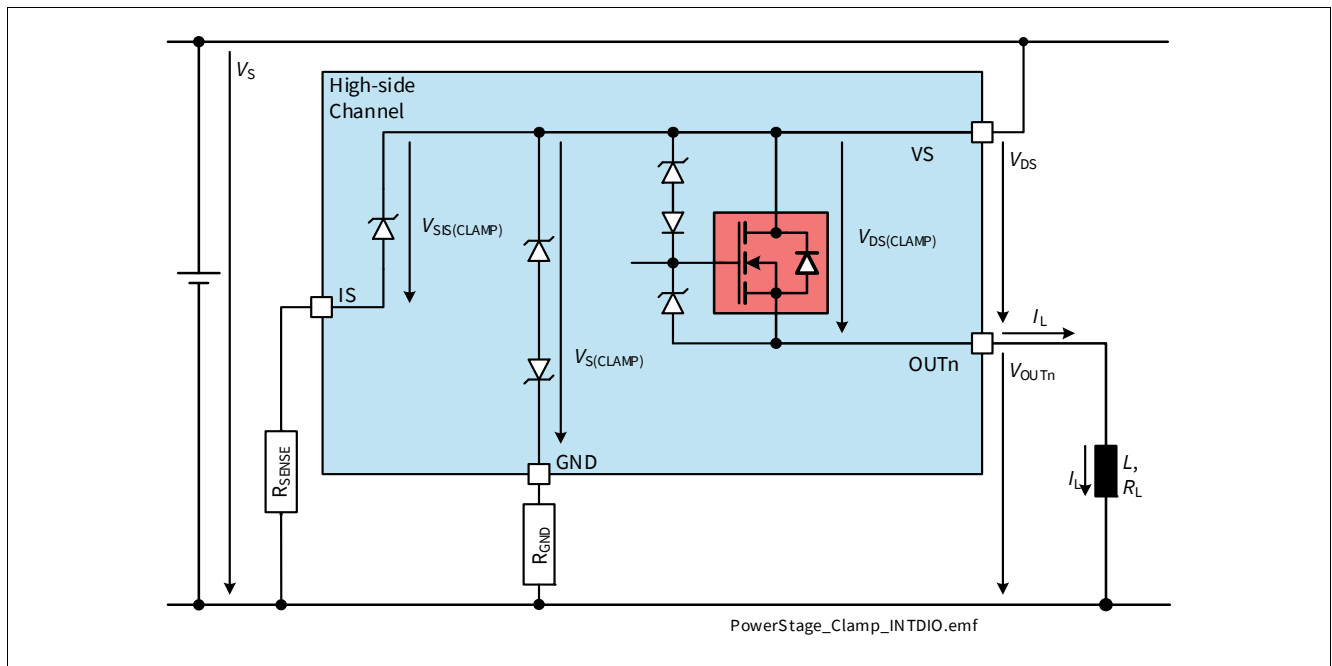 VS
High-side
Channel
VS
VDS
VSIS(CLAMP)
VDS(CLAMP)
IS
IL
VS(CLAMP)
OUTn
VOUTn
GND
RSENSE
IL
L,
RL
RGND
PowerStage_Clamp_INTDIO.emf